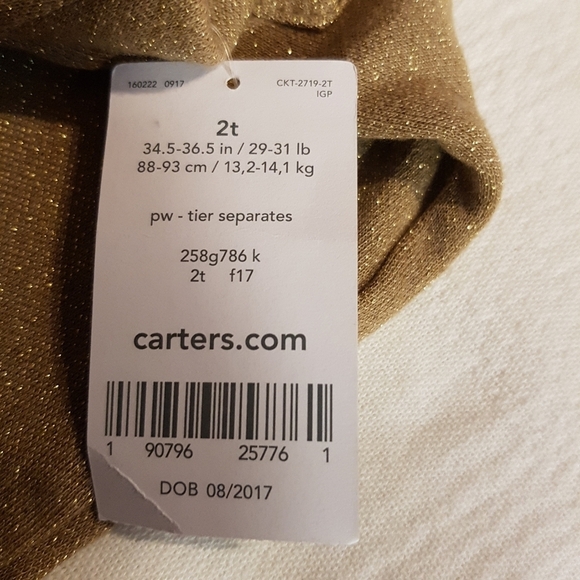 160222 0917 CKT-2719-2T
IGP
2t
34.5-36.5 in / 29-31 lb
88-93 cm / 13,2-14,1 kg
pw - tier separates
258g786 k
2t f17
carters.com
1 90796 25776 1
DOB 08/2017